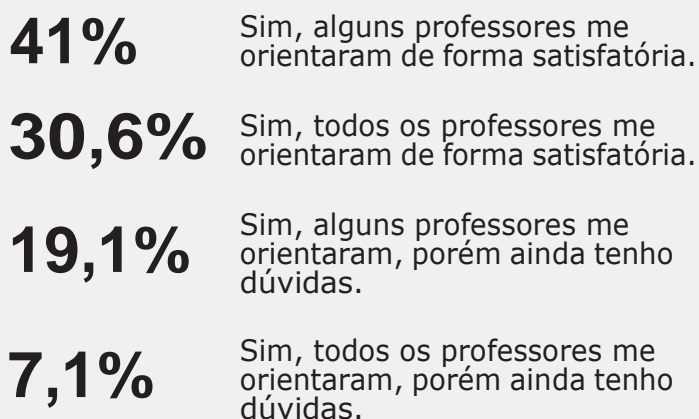 41%
Sim, alguns professores me
orientaram de forma satisfatória.
30,6%
Sim, todos os professores me
orientaram de forma satisfatória.
19,1%
Sim, alguns professores me
orientaram, porém ainda tenho
dúvidas.
7,1%
Sim, todos os professores me
orientaram, porém ainda tenho
dúvidas.